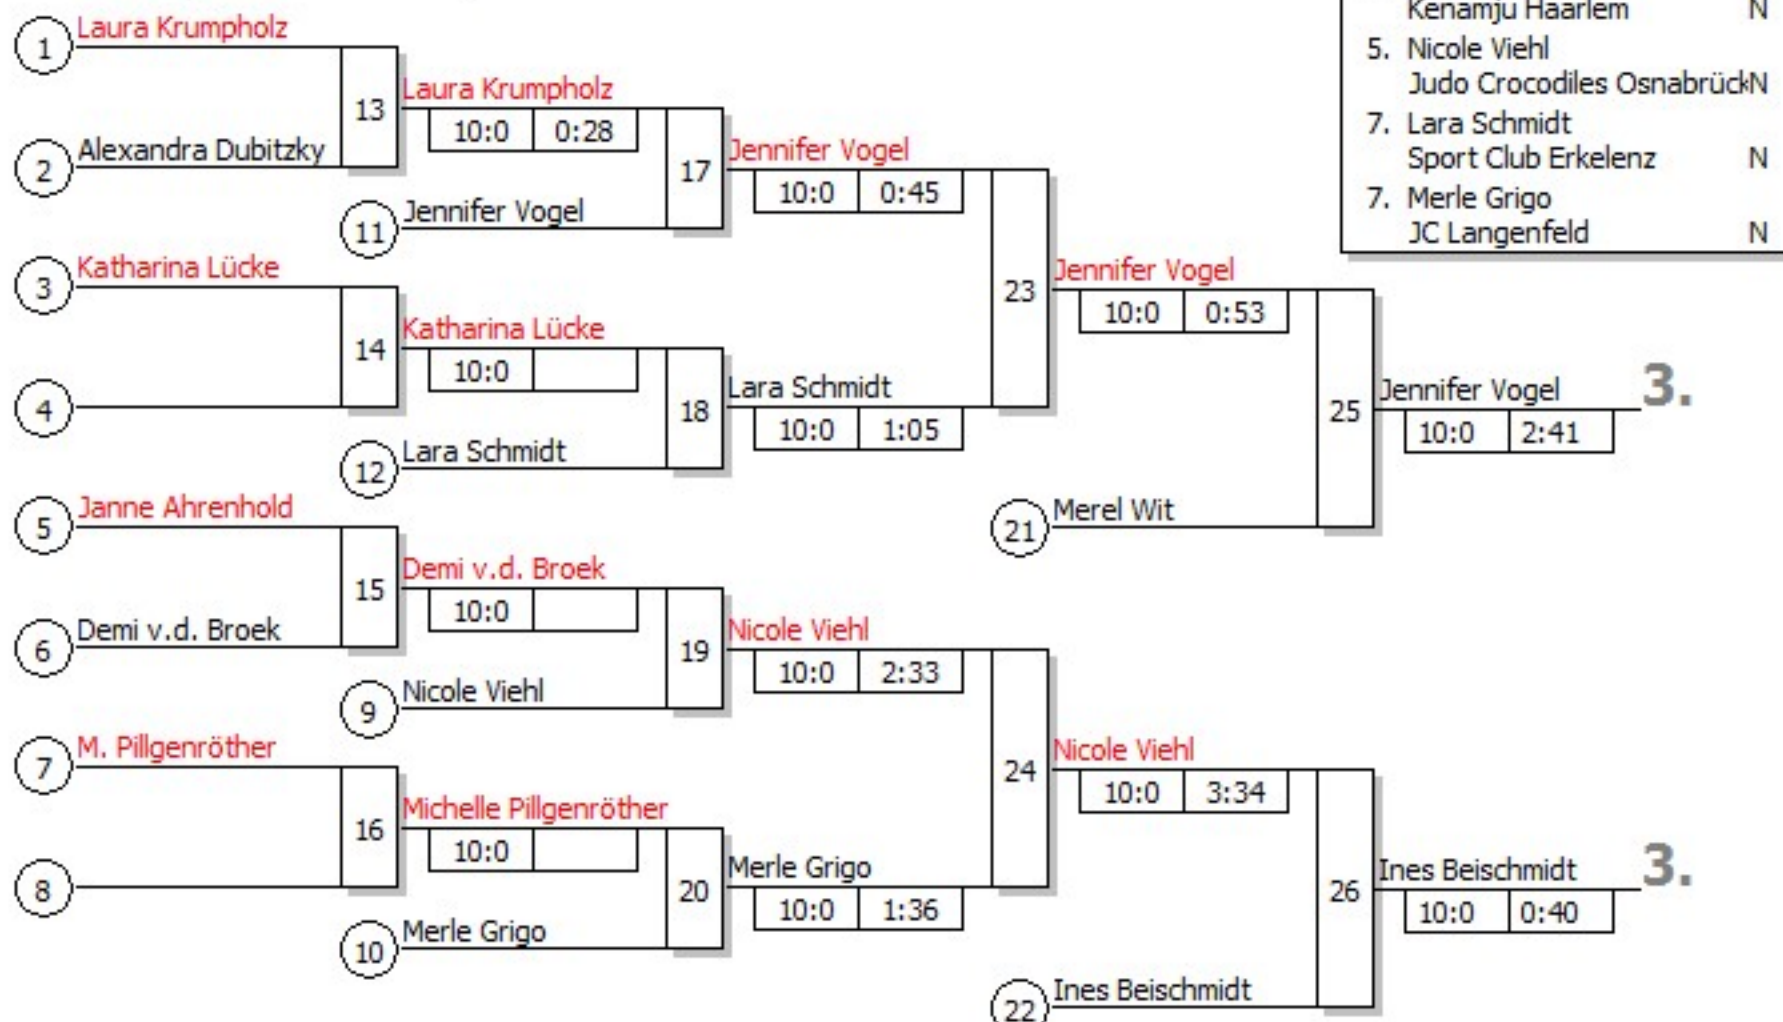 Kenamju Haarlem N
5. Nicole Viehl
Judo Crocodiles Osnabrück N
7. Lara Schmidt
Sport Club Erkelenz N
7. Merle Grigo
JC Langenfeld N
1 Laura Krumpholz
2 Alexandra Dubitzky
13
Laura Krumpholz
10:0 0:28
11 Jennifer Vogel
17
Jennifer Vogel
10:0 0:45
3 Katharina Lücke
4
14
Katharina Lücke
10:0
12 Lara Schmidt
18
Lara Schmidt
10:0 1:05
23
Jennifer Vogel
10:0 0:53
21 Merel Wit
25
Jennifer Vogel 3.
10:0 2:41
5 Janne Ahrenhold
6 Demi v.d. Broek
15
Demi v.d. Broek
10:0
9 Nicole Viehl
19
Nicole Viehl
10:0 2:33
7 M. Pillgenröther
8
16
Michelle Pillgenröther
10:0
10 Merle Grigo
20
Merle Grigo
10:0 1:36
24
Nicole Viehl
10:0 3:34
22 Ines Beischmidt
26
Ines Beischmidt 3.
10:0 0:40